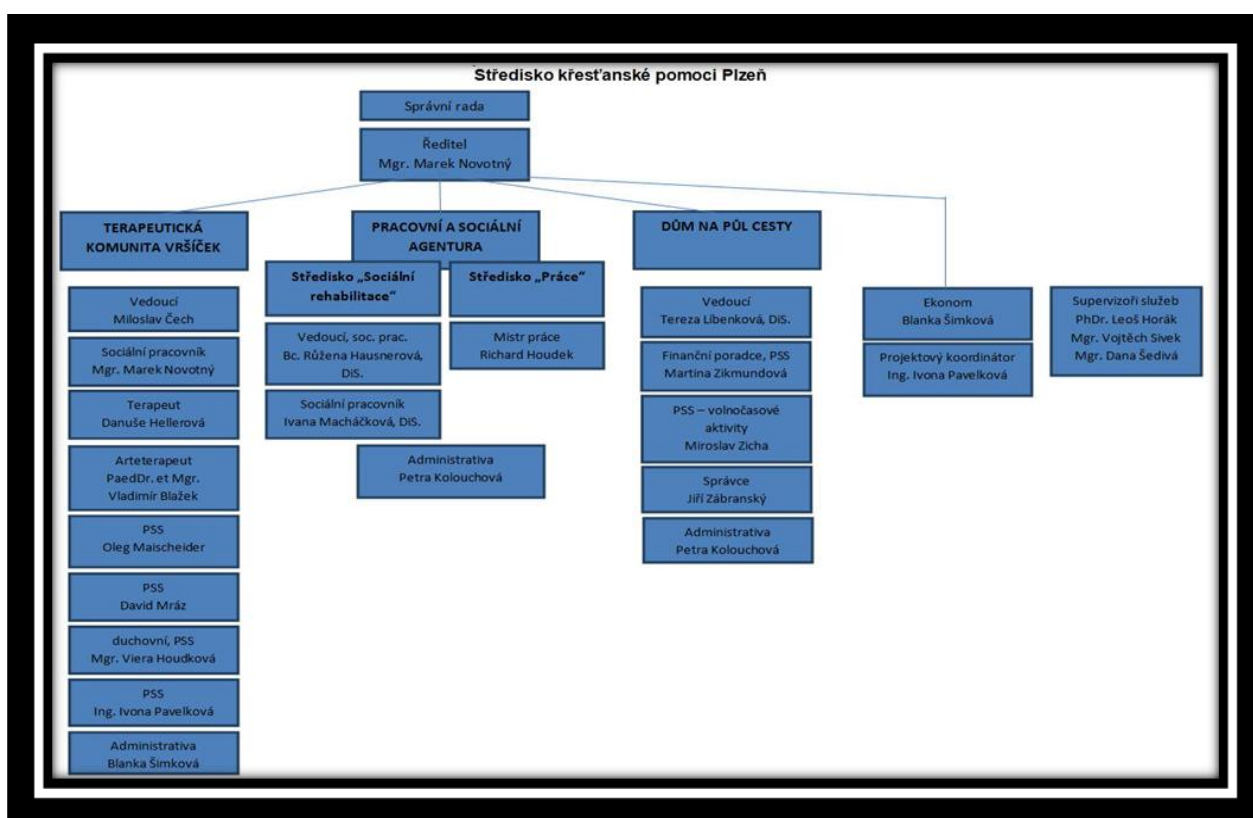 Středisko křesťanské pomoci Plzeň
Správní rada
Ředitel
Mgr. Marek Novotný
TERAPEUTICKÁ
KOMUNITA VRŠÍČEK
Vedoucí
Miloslav Čech
Sociální pracovník
Mgr. Marek Novotný
Terapeut
Danuše Hellerová
Arteterapeut
PaedDr. et Mgr.
Vladimír Blažek
PSS
Oleg Maischeider
PSS
David Mráz
duchovní, PSS
Mgr. Viera Houdková
PSS
Ing. Ivona Pavelková
Administrativa
Blanka Šimková
PRACOVNÍ A SOCIÁLNÍ
AGENTURA
Středisko „Sociální
rehabilitace“
Vedoucí, soc. prac.
Bc. Růžena Hausnerová,
DiS.
Sociální pracovník
Ivana Macháčková, DiS.
Středisko „Práce“
Mistr práce
Richard Houdek
Administrativa
Petra Kolouchová
DŮM NA PŮL CESTY
Vedoucí
Tereza Líbenková, DiS.
Finanční poradce, PSS
Martina Zikmundová
PSS – volnočasové
aktivity
Miroslav Zicha
Správce
Jiří Zábranský
Administrativa
Petra Kolouchová
Ekonom
Blanka Šimková
Projektový koordinátor
Ing. Ivona Pavelková
Supervizoři služeb
PhDr. Leoš Horák
Mgr. Vojtěch Sivek
Mgr. Dana Šedivá